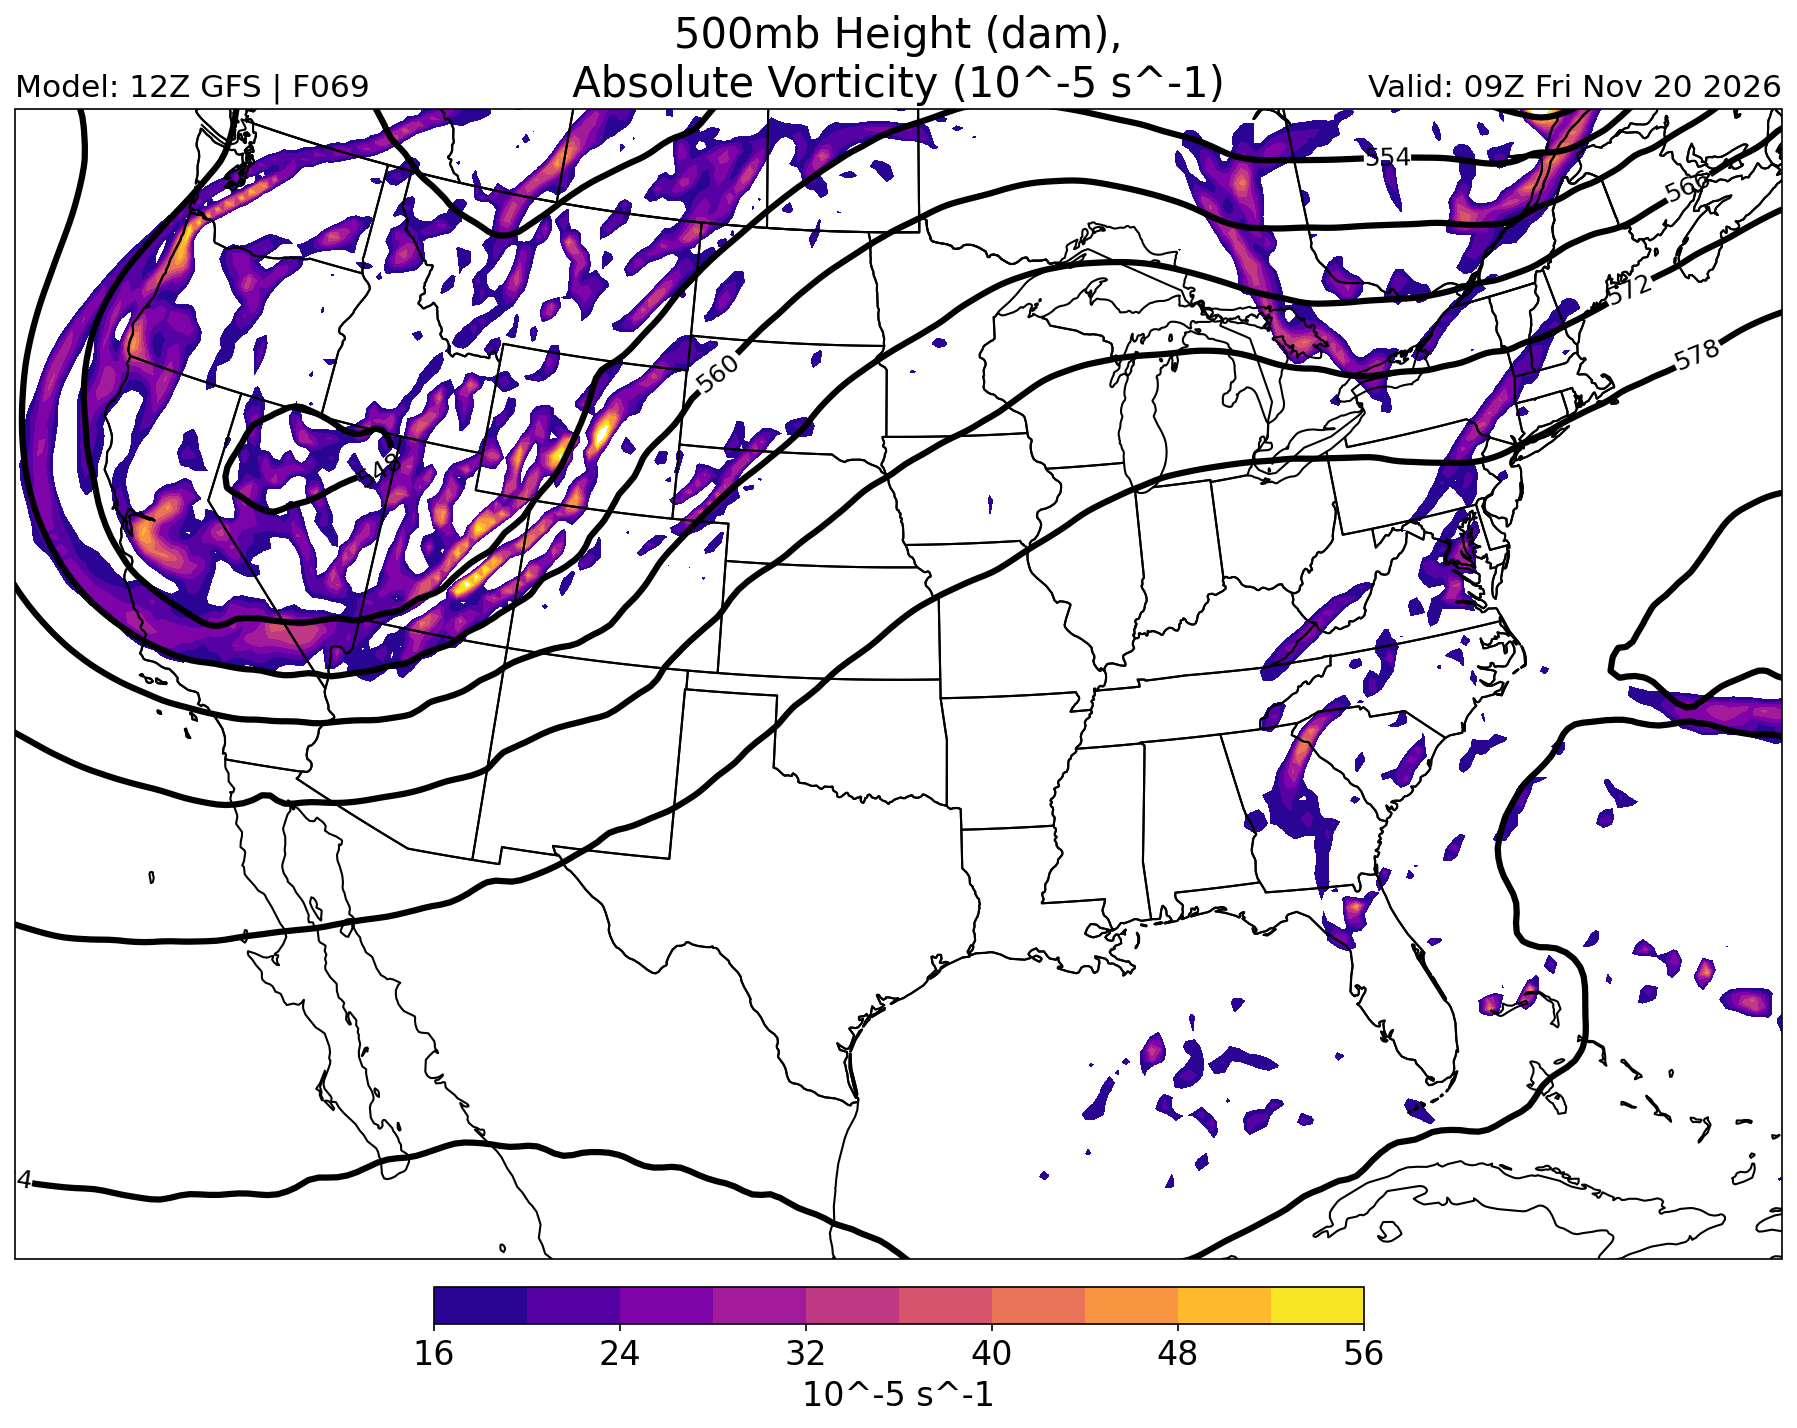 500mb Height (dam),
Absolute Vorticity (10^-5 s^-1)
Model: 12Z GFS | F069
Valid: 09Z Fri Nov 20 2026
554
566
572
578
560
548
4
16 24 32 40 48 56
10^-5 s^-1